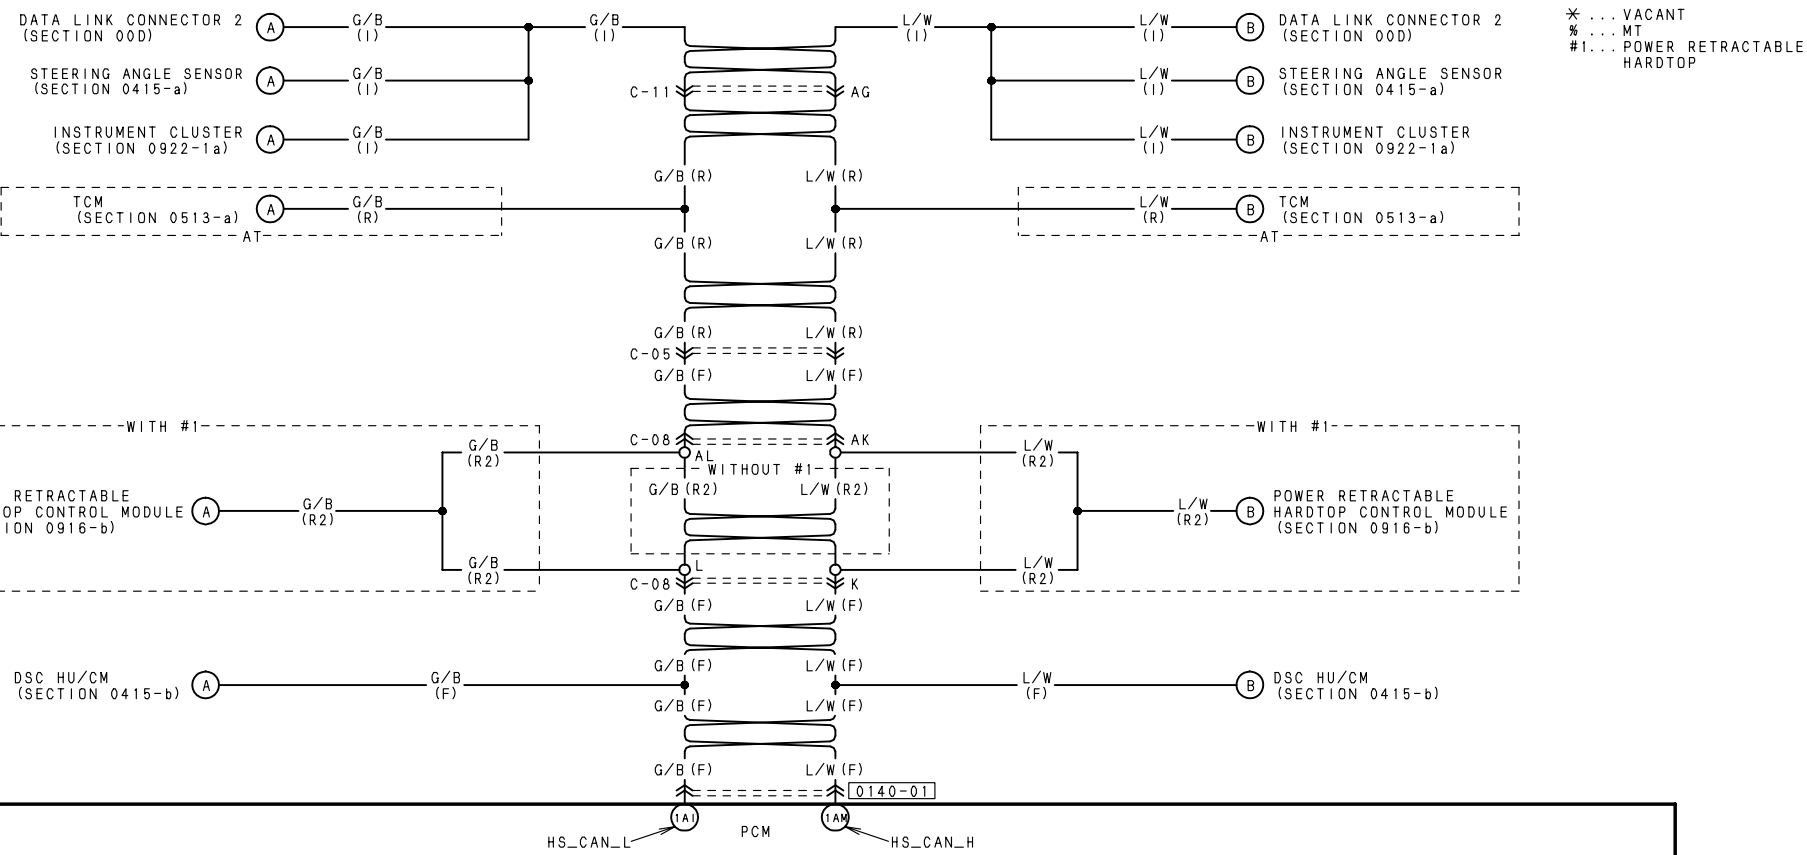 DATA LINK CONNECTOR 2
(SECTION 00D)
A
G/B
(I)
G/B
(I)
L/W
(I)
L/W
(I)
B
DATA LINK CONNECTOR 2
(SECTION 00D)
* ... VACANT
% ... MT
#1... POWER RETRACTABLE
HARDTOP
STEERING ANGLE SENSOR
(SECTION 0415-a)
A
G/B
(I)
C-11
AG
L/W
(I)
B
STEERING ANGLE SENSOR
(SECTION 0415-a)
INSTRUMENT CLUSTER
(SECTION 0922-1a)
A
G/B
(I)
L/W
(I)
B
INSTRUMENT CLUSTER
(SECTION 0922-1a)
G/B (R)
L/W (R)
TCM
(SECTION 0513-a)
A
G/B
(R)
AT
L/W
(R)
B
TCM
(SECTION 0513-a)
AT
G/B (R)
L/W (R)
G/B (R)
L/W (R)
C-05
G/B (F)
L/W (F)
WITH #1
C-08
AK
WITH #1
G/B
(R2)
AL
L/W
(R2)
WITHOUT #1
G/B (R2)
L/W (R2)
RETRACTABLE
OP CONTROL MODULE
ION 0916-b)
A
G/B
(R2)
L/W
(R2)
B
POWER RETRACTABLE
HARDTOP CONTROL MODULE
(SECTION 0916-b)
G/B
(R2)
L
L/W
(R2)
C-08
K
G/B (F)
L/W (F)
G/B (F)
L/W (F)
DSC HU/CM
(SECTION 0415-b)
A
G/B
(F)
L/W
(F)
B
DSC HU/CM
(SECTION 0415-b)
G/B (F)
L/W (F)
G/B (F)
L/W (F)
0140-01
1AI
PCM
1AM
HS_CAN_L
HS_CAN_H